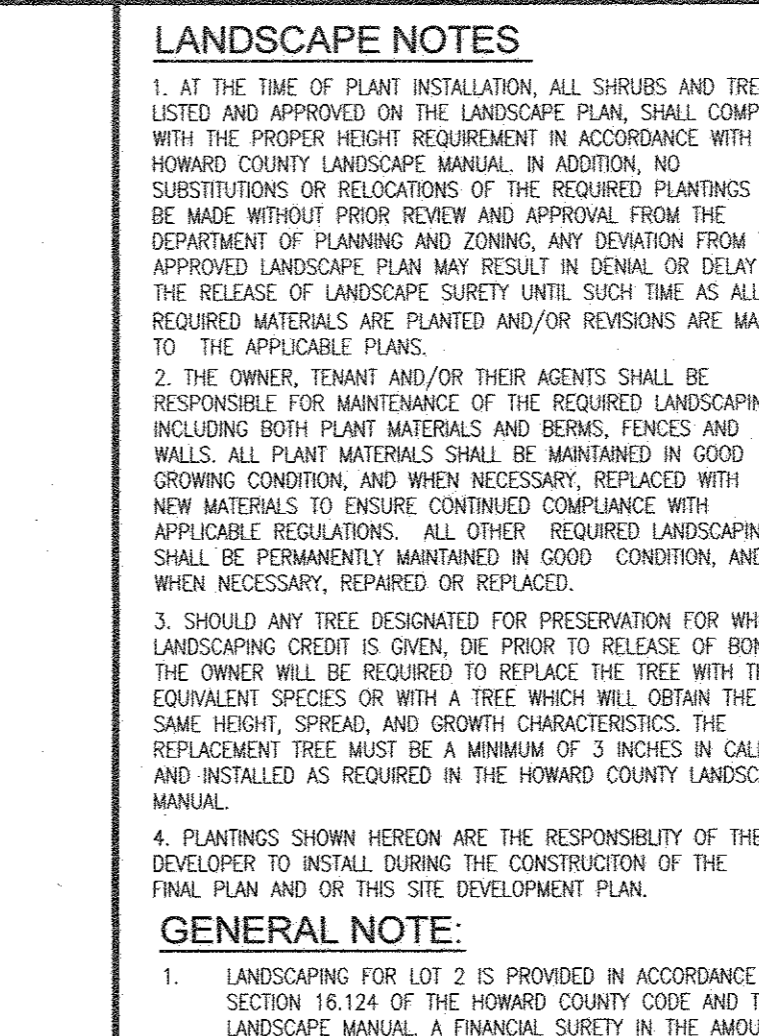 LANDSCAPE NOTES
1. AT THE TIME OF PLANT INSTALLATION, ALL SHRUBS AND TRE
LISTED AND APPROVED ON THE LANDSCAPE PLAN, SHALL COMP
WITH THE PROPER HEIGHT REQUIREMENT IN ACCORDANCE WITH
HOWARD COUNTY LANDSCAPE MANUAL. IN ADDITION, NO
SUBSTITUTIONS OR RELOCATIONS OF THE REQUIRED PLANTINGS
BE MADE WITHOUT PRIOR REVIEW AND APPROVAL FROM THE
DEPARTMENT OF PLANNING AND ZONING, ANY DEVIATION FROM
APPROVED LANDSCAPE PLAN MAY RESULT IN DENIAL OR DELAY
THE RELEASE OF LANDSCAPE SURETY UNTIL SUCH TIME AS ALL
REQUIRED MATERIALS ARE PLANTED AND/OR REVISIONS ARE MA
TO THE APPLICABLE PLANS.
2. THE OWNER, TENANT AND/OR THEIR AGENTS SHALL BE
RESPONSIBLE FOR MAINTENANCE OF THE REQUIRED LANDSCAPIN
INCLUDING BOTH PLANT MATERIALS AND BERMS, FENCES AND
WALLS. ALL PLANT MATERIALS SHALL BE MAINTAINED IN GOOD
GROWING CONDITION, AND WHEN NECESSARY, REPLACED WITH
NEW MATERIALS TO ENSURE CONTINUED COMPLIANCE WITH
APPLICABLE REGULATIONS. ALL OTHER REQUIRED LANDSCAPIN
SHALL BE PERMANENTLY MAINTAINED IN GOOD CONDITION, AND
WHEN NECESSARY, REPAIRED OR REPLACED.
3. SHOULD ANY TREE DESIGNATED FOR PRESERVATION FOR WH
LANDSCAPING CREDIT IS GIVEN, DIE PRIOR TO RELEASE OF BON
THE OWNER WILL BE REQUIRED TO REPLACE THE TREE WITH TH
EQUIVALENT SPECIES OR WITH A TREE WHICH WILL OBTAIN THE
SAME HEIGHT, SPREAD, AND GROWTH CHARACTERISTICS. THE
REPLACEMENT TREE MUST BE A MINIMUM OF 3 INCHES IN CALI
AND INSTALLED AS REQUIRED IN THE HOWARD COUNTY LANDSCA
MANUAL.
4. PLANTINGS SHOWN HEREON ARE THE RESPONSIBLITY OF THE
DEVELOPER TO INSTALL DURING THE CONSTRUCITON OF THE
FINAL PLAN AND OR THIS SITE DEVELOPMENT PLAN.
GENERAL NOTE:
1. LANDSCAPING FOR LOT 2 IS PROVIDED IN ACCORDANCE
SECTION 16.124 OF THE HOWARD COUNTY CODE AND T
LANDSCAPE MANUAL. A FINANCIAL SURETY IN THE AMOU